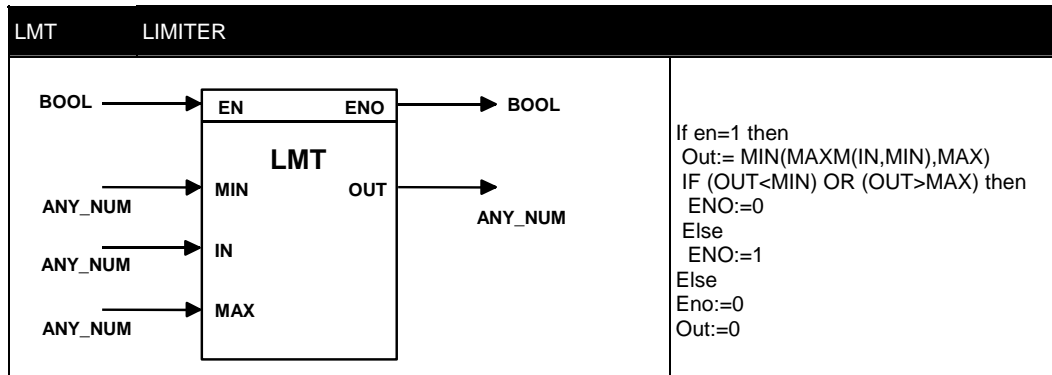 LMT LIMITER
BOOL EN ENO BOOL
LMT
MIN OUT
ANY_NUM ANY_NUM
IN
ANY_NUM
MAX
ANY_NUM
If en=1 then
Out:= MIN(MAXM(IN,MIN),MAX)
IF (OUT<MIN) OR (OUT>MAX) then
ENO:=0
Else
ENO:=1
Else
Eno:=0
Out:=0